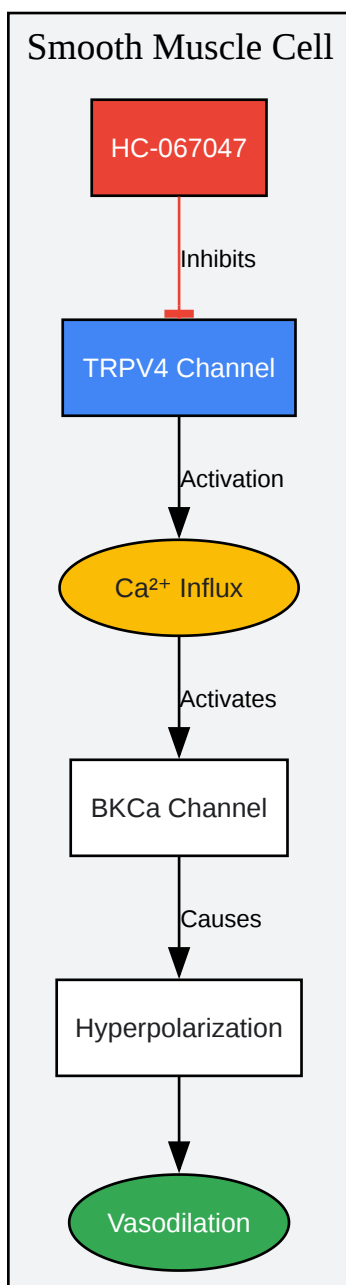 Smooth Muscle Cell
HC-067047
Inhibits
TRPV4 Channel
Activation
Ca²⁺ Influx
Activates
BKCa Channel
Causes
Hyperpolarization
Vasodilation